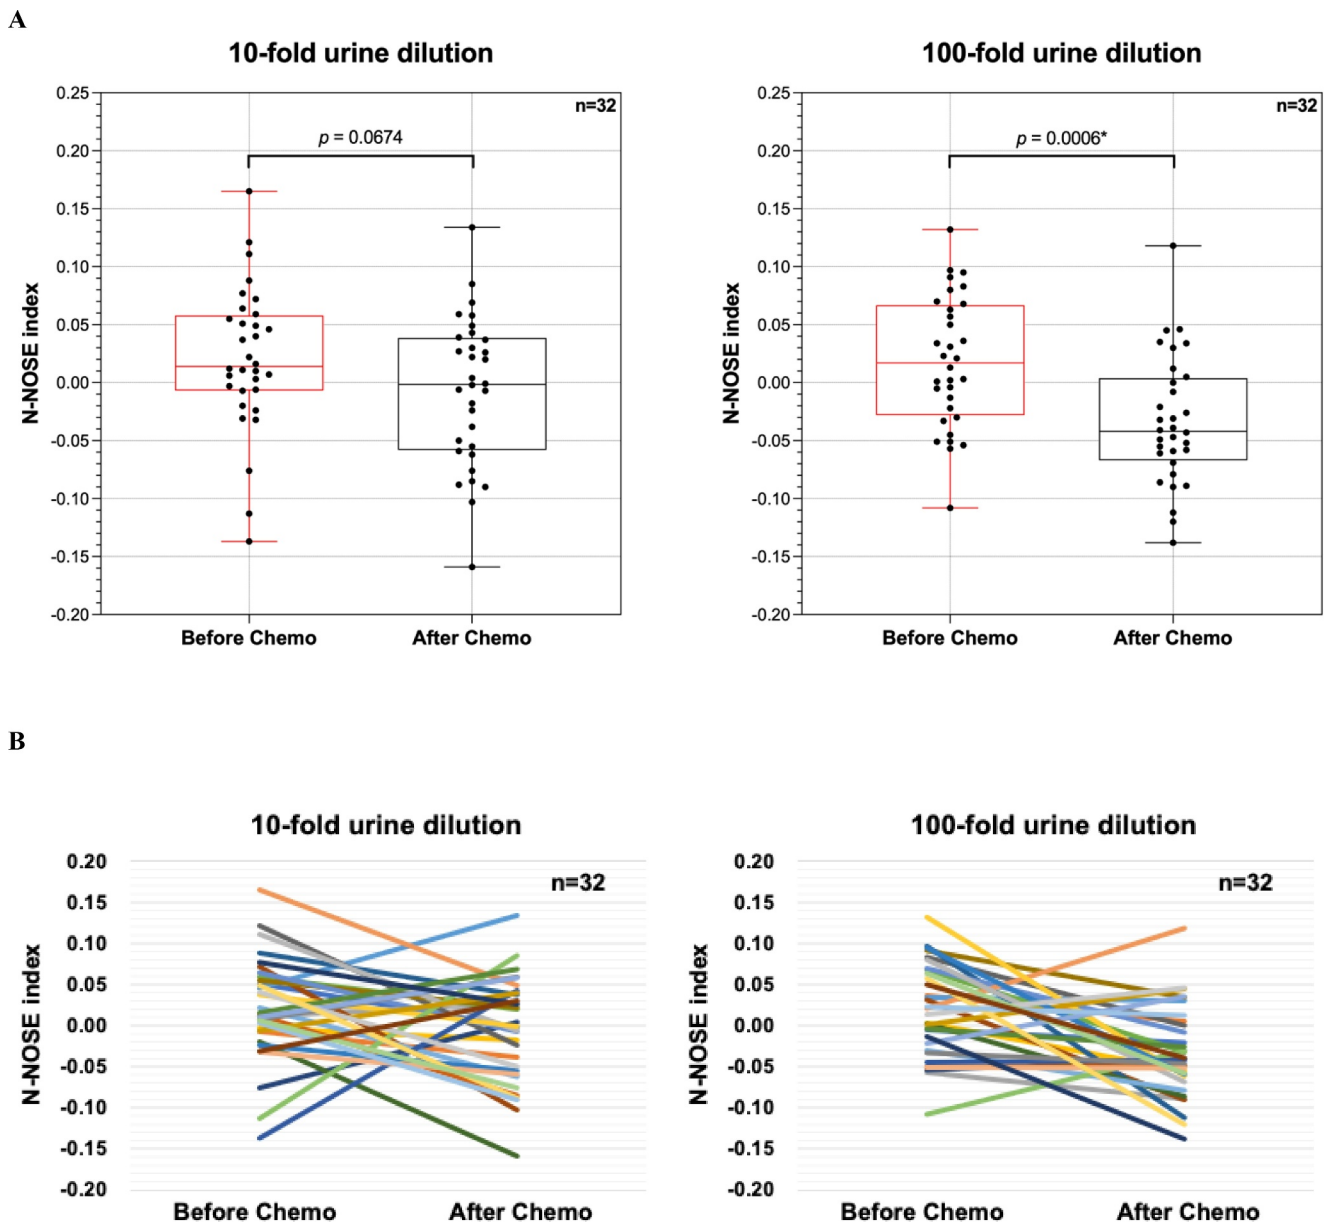 A
10-fold urine dilution
100-fold urine dilution
0.25
0.20
0.15
0.10
0.05
0.00
-0.05
-0.10
-0.15
-0.20
N-NOSE index
n=32
p = 0.0674
Before Chemo
After Chemo
0.25
0.20
0.15
0.10
0.05
0.00
-0.05
-0.10
-0.15
-0.20
N-NOSE index
n=32
p = 0.0006*
Before Chemo
After Chemo
B
10-fold urine dilution
100-fold urine dilution
0.20
0.15
0.10
0.05
0.00
-0.05
-0.10
-0.15
-0.20
N-NOSE index
n=32
Before Chemo
After Chemo
0.20
0.15
0.10
0.05
0.00
-0.05
-0.10
-0.15
-0.20
N-NOSE index
n=32
Before Chemo
After Chemo